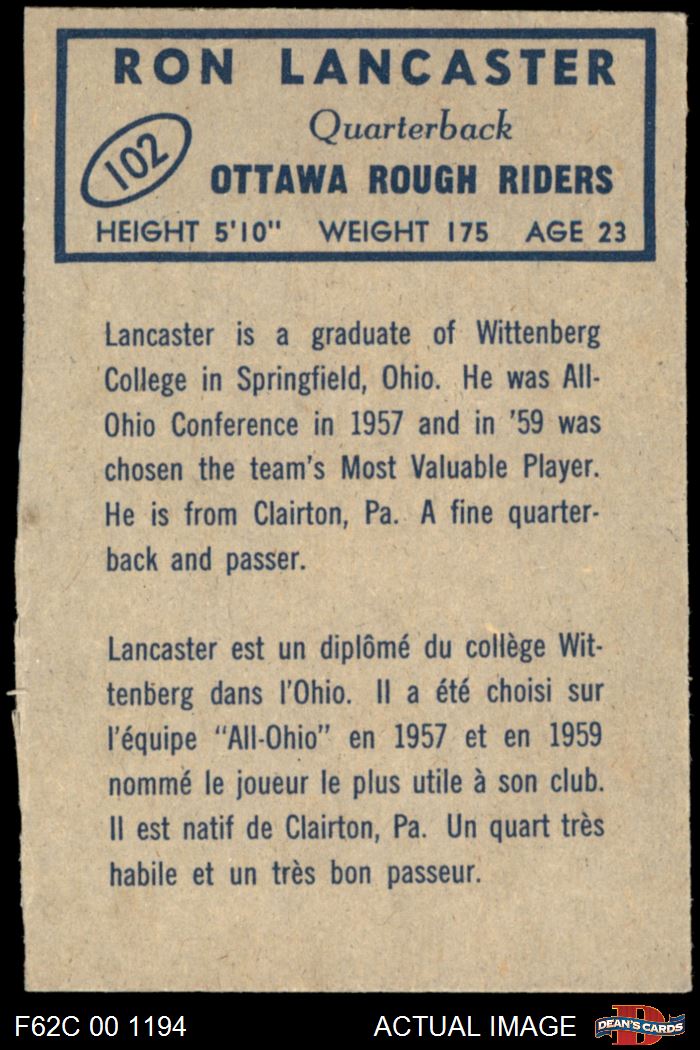 RON LANCASTER
102
Quarterback
OTTAWA ROUGH RIDERS
HEIGHT 5'10" WEIGHT 175 AGE 23
Lancaster is a graduate of Wittenberg
College in Springfield, Ohio. He was All-
Ohio Conference in 1957 and in '59 was
chosen the team's Most Valuable Player.
He is from Clairton, Pa. A fine quarter-
back and passer.
Lancaster est un diplômé du collège Wit-
tenberg dans l'Ohio. Il a été choisi sur
l'équipe "All-Ohio" en 1957 et en 1959
nommé le joueur le plus utile à son club.
Il est natif de Clairton, Pa. Un quart très
habile et un très bon passeur.
F62C 00 1194 ACTUAL IMAGE
D
DEAN'S CARDS